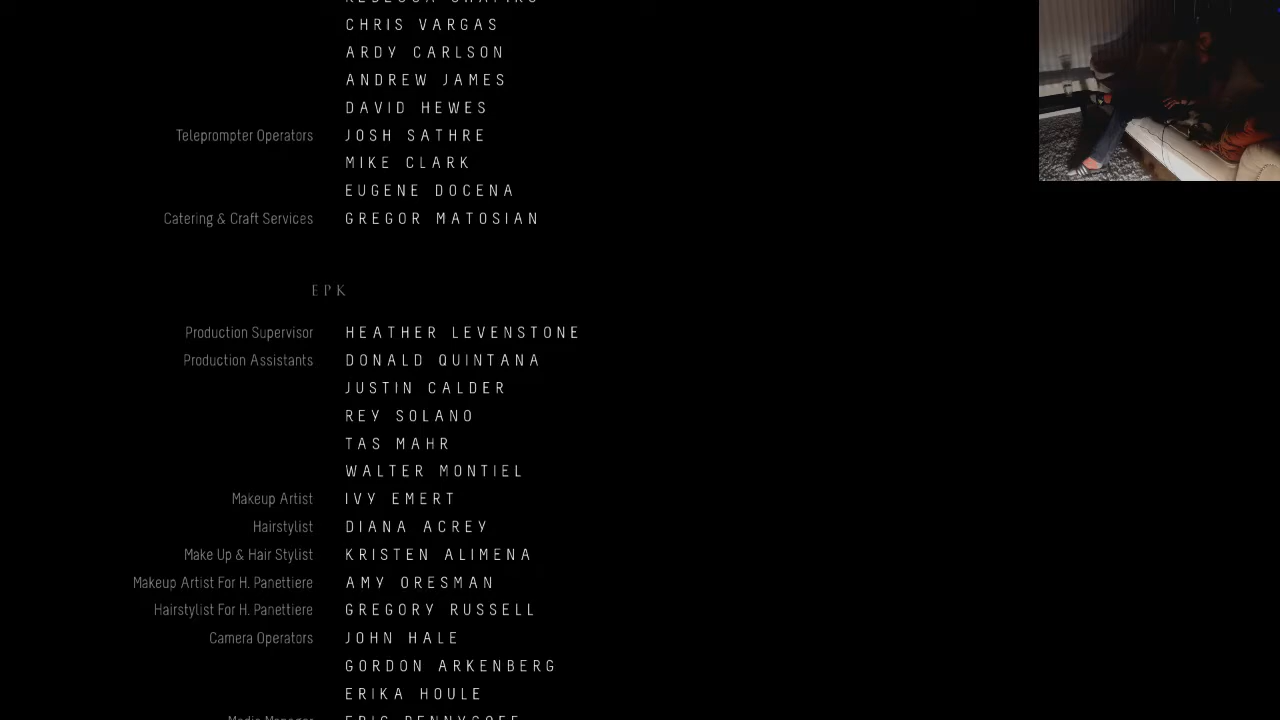 CHRIS VARGAS
ARDY CARLSON
ANDREW JAMES
DAVID HEWES
Teleprompter Operators JOSH SATHRE
MIKE CLARK
EUGENE DOCENA
Catering & Craft Services GREGOR MATOSIAN
EPK
Production Supervisor HEATHER LEVENSTONE
Production Assistants DONALD QUINTANA
JUSTIN CALDER
REY SOLANO
TAS MAHR
WALTER MONTIEL
Makeup Artist IVY EMERT
Hairstylist DIANA ACREY
Make Up & Hair Stylist KRISTEN ALIMENA
Makeup Artist For H. Panettiere AMY ORESMAN
Hairstylist For H. Panettiere GREGORY RUSSELL
Camera Operators JOHN HALE
GORDON ARKENBERG
ERIKA HOULE